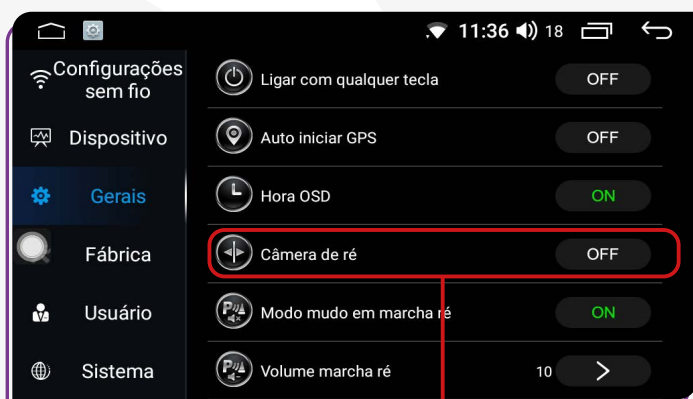 11:36 18
Configurações
sem fio
Dispositivo
Gerais
Fábrica
Usuário
Sistema
Ligar com qualquer tecla OFF
Auto iniciar GPS OFF
Hora OSD ON
Câmera de ré OFF
Modo mudo em marcha ré ON
Volume marcha ré 10